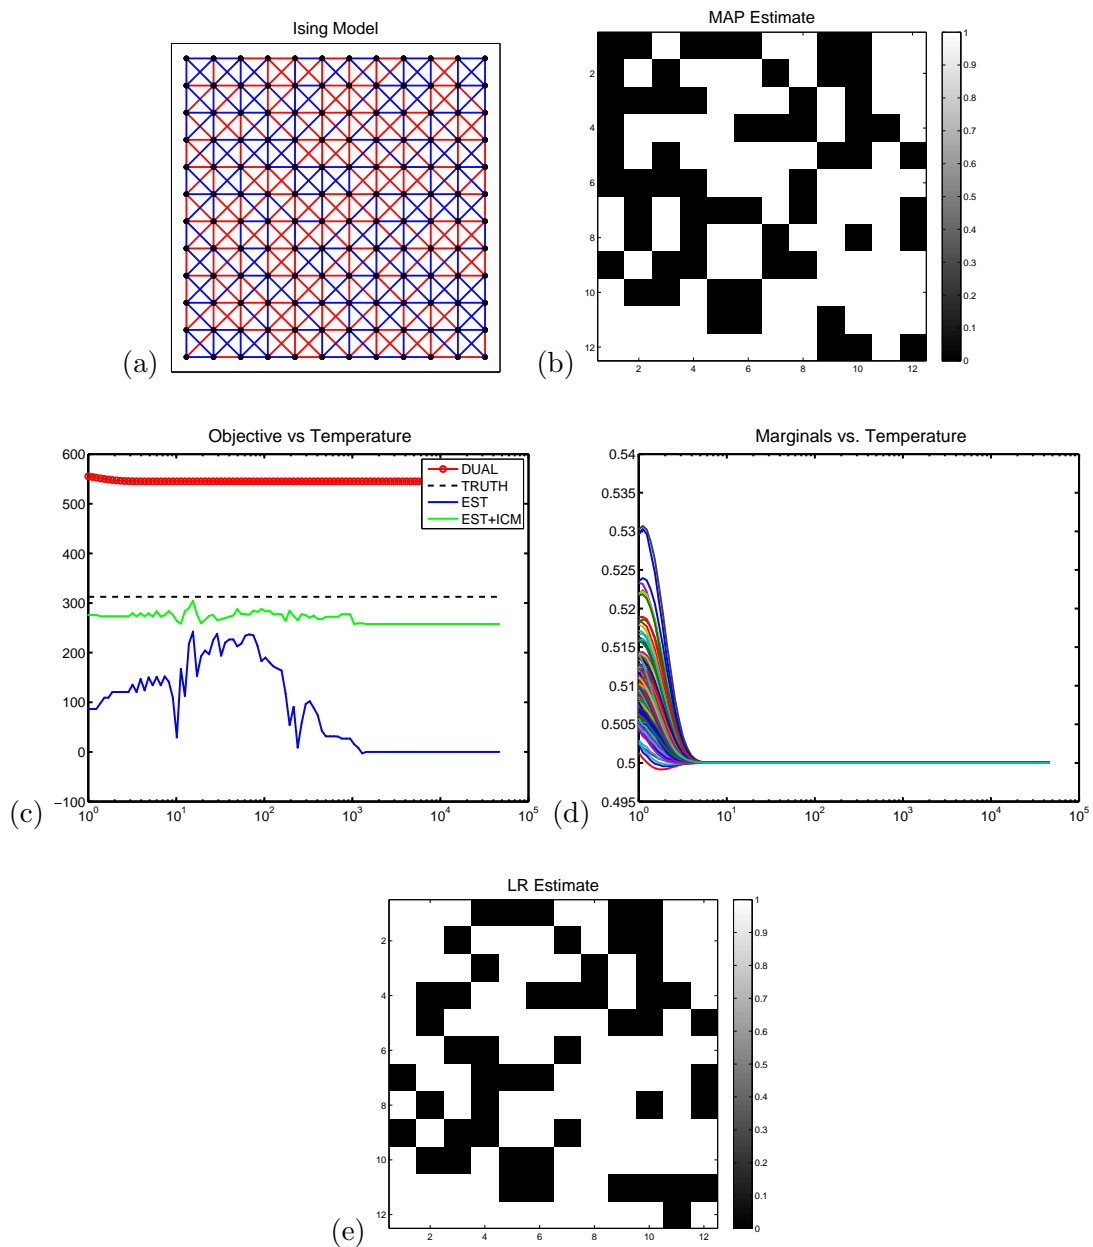 Ising Model
(a)
MAP Estimate
2
4
6
8
10
12
2 4 6 8 10 12
1
0.9
0.8
0.7
0.6
0.5
0.4
0.3
0.2
0.1
0
(b)
Objective vs Temperature
600
500
400
300
200
100
0
−100
10^0 10^1 10^2 10^3 10^4 10^5
DUAL
TRUTH
EST
EST+ICM
(c)
Marginals vs. Temperature
0.54
0.535
0.53
0.525
0.52
0.515
0.51
0.505
0.5
0.495
10^0 10^1 10^2 10^3 10^4 10^5
(d)
LR Estimate
2
4
6
8
10
12
2 4 6 8 10 12
1
0.9
0.8
0.7
0.6
0.5
0.4
0.3
0.2
0.1
0
(e)